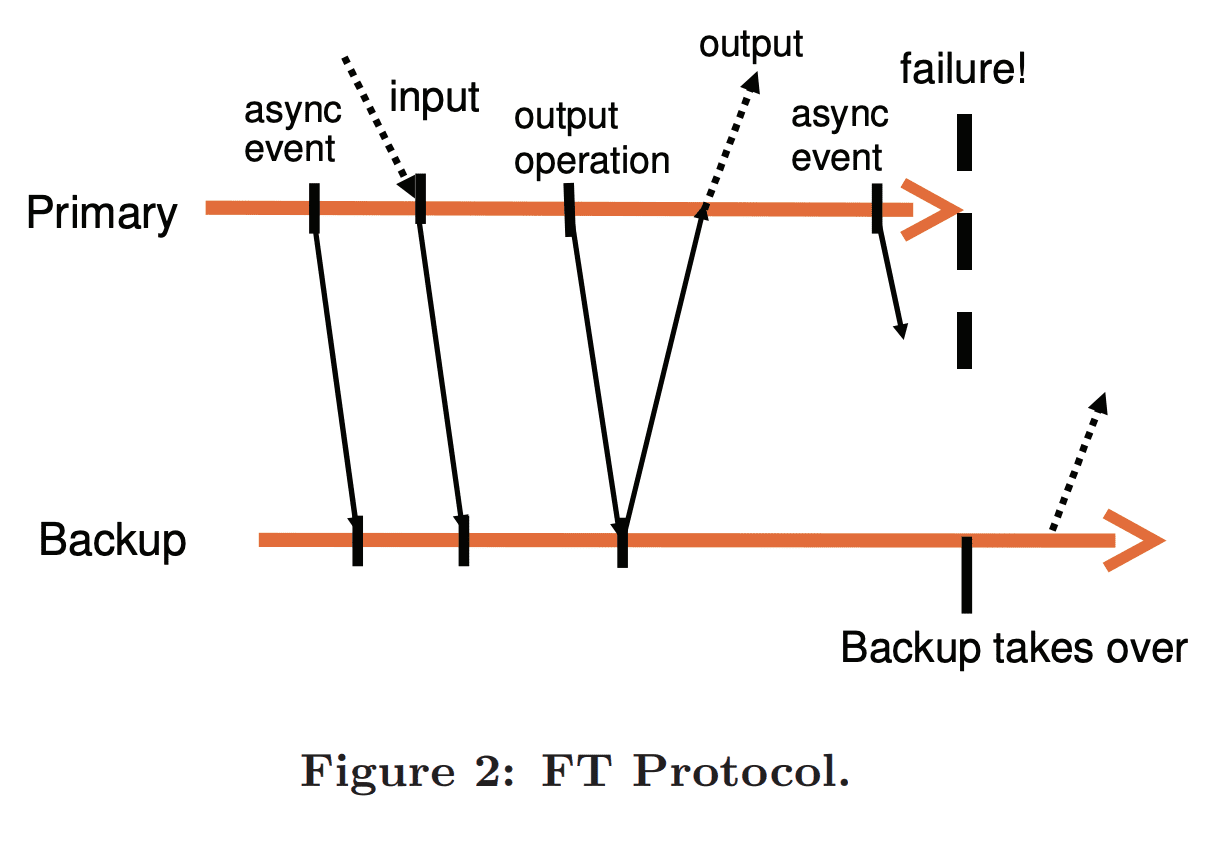 output
failure!
async
event
input
output
operation
async
event
Primary
Backup
Backup takes over
Figure 2: FT Protocol.